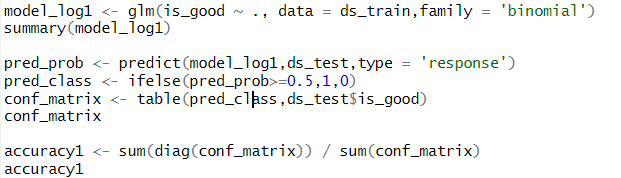 model_log1 <- glm(is_good ~ ., data = ds_train,family = 'binomial')
summary(model_log1)

pred_prob <- predict(model_log1,ds_test,type = 'response')
pred_class <- ifelse(pred_prob>=0.5,1,0)
conf_matrix <- table(pred_class,ds_test$is_good)
conf_matrix

accuracy1 <- sum(diag(conf_matrix)) / sum(conf_matrix)
accuracy1